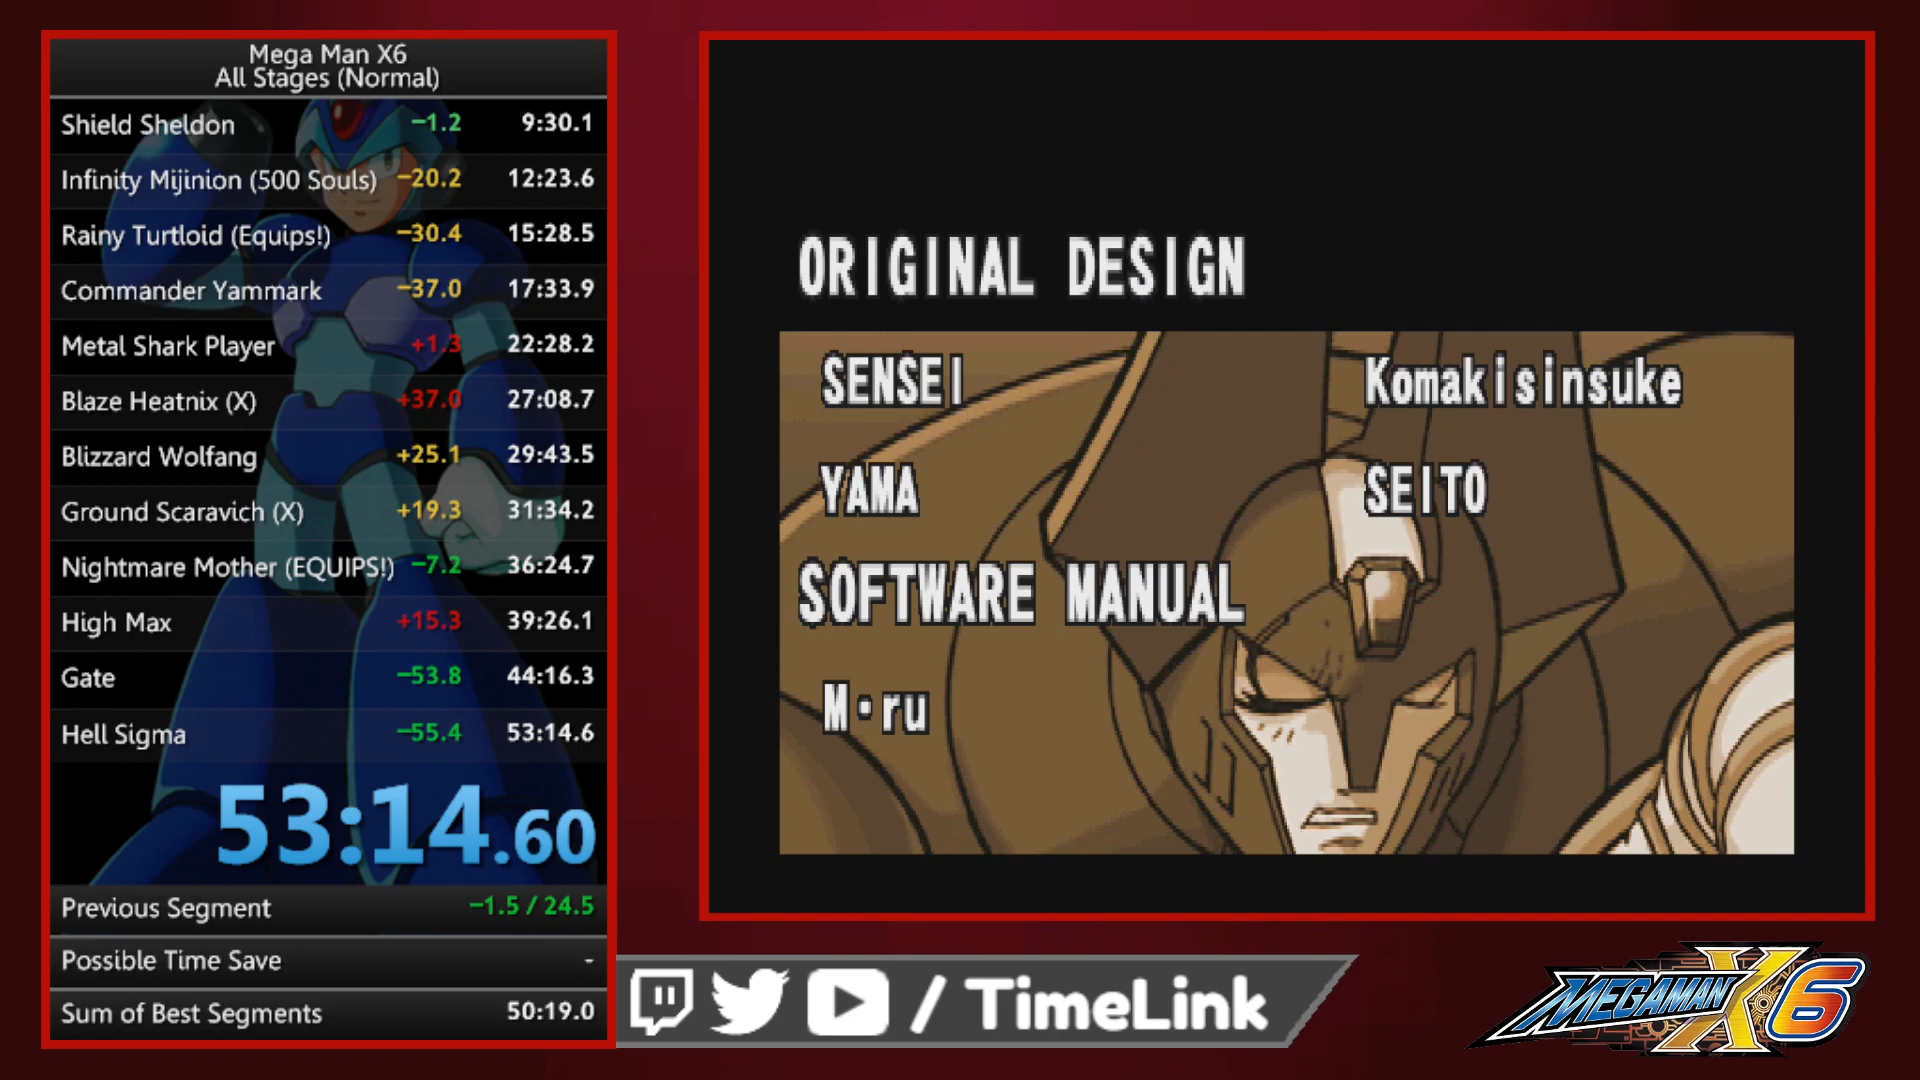 Mega Man X6
All Stages (Normal)
Shield Sheldon −1.2 9:30.1
Infinity Mijinion (500 Souls) −20.2 12:23.6
Rainy Turtloid (Equips!) −30.4 15:28.5
Commander Yammark −37.0 17:33.9
Metal Shark Player +1.3 22:28.2
Blaze Heatnix (X) +37.0 27:08.7
Blizzard Wolfang +25.1 29:43.5
Ground Scaravich (X) +19.3 31:34.2
Nightmare Mother (EQUIPS!) −7.2 36:24.7
High Max +15.3 39:26.1
Gate −53.8 44:16.3
Hell Sigma −55.4 53:14.6
53:14.60
Previous Segment −1.5 / 24.5
Possible Time Save -
Sum of Best Segments 50:19.0
ORIGINAL DESIGN
SENSEI Komakisinsuke
YAMA SEITO
SOFTWARE MANUAL
M・ru
/ TimeLink
MEGAMAN X6